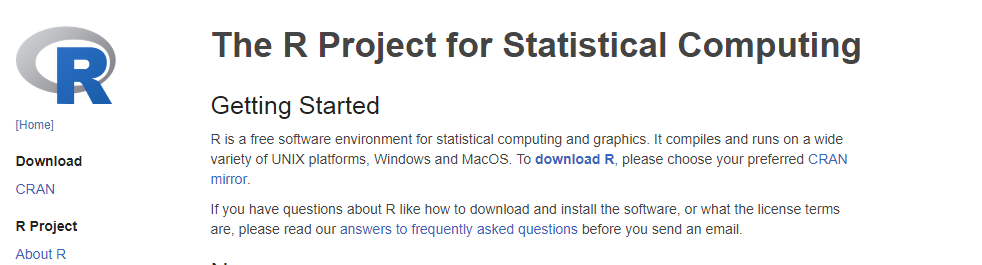 R
The R Project for Statistical Computing
[Home]
Getting Started
R is a free software environment for statistical computing and graphics. It compiles and runs on a wide
variety of UNIX platforms, Windows and MacOS. To download R, please choose your preferred CRAN
mirror.
If you have questions about R like how to download and install the software, or what the license terms
are, please read our answers to frequently asked questions before you send an email.
Download
CRAN
R Project
About R